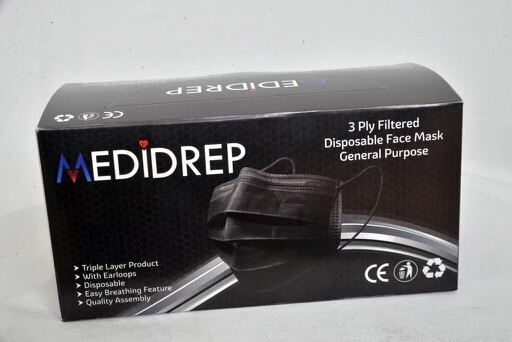 MEDIDREP
MEDIDREP
3 Ply Filtered
Disposable Face Mask
General Purpose
➤ Triple Layer Product
➤ With Earloops
➤ Disposable
➤ Easy Breathing Feature
➤ Quality Assembly
CE
CE